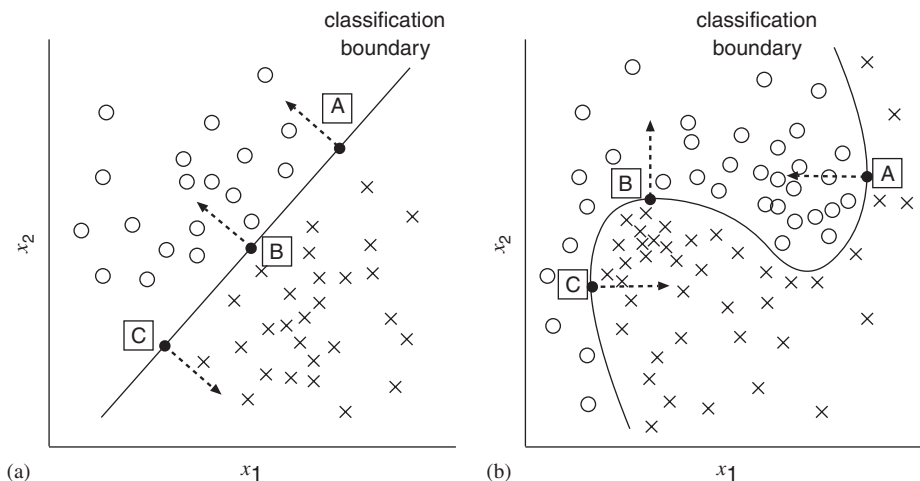 classification
boundary
A
B
C
x2
(a)
x1
classification
boundary
A
B
C
x2
(b)
x1